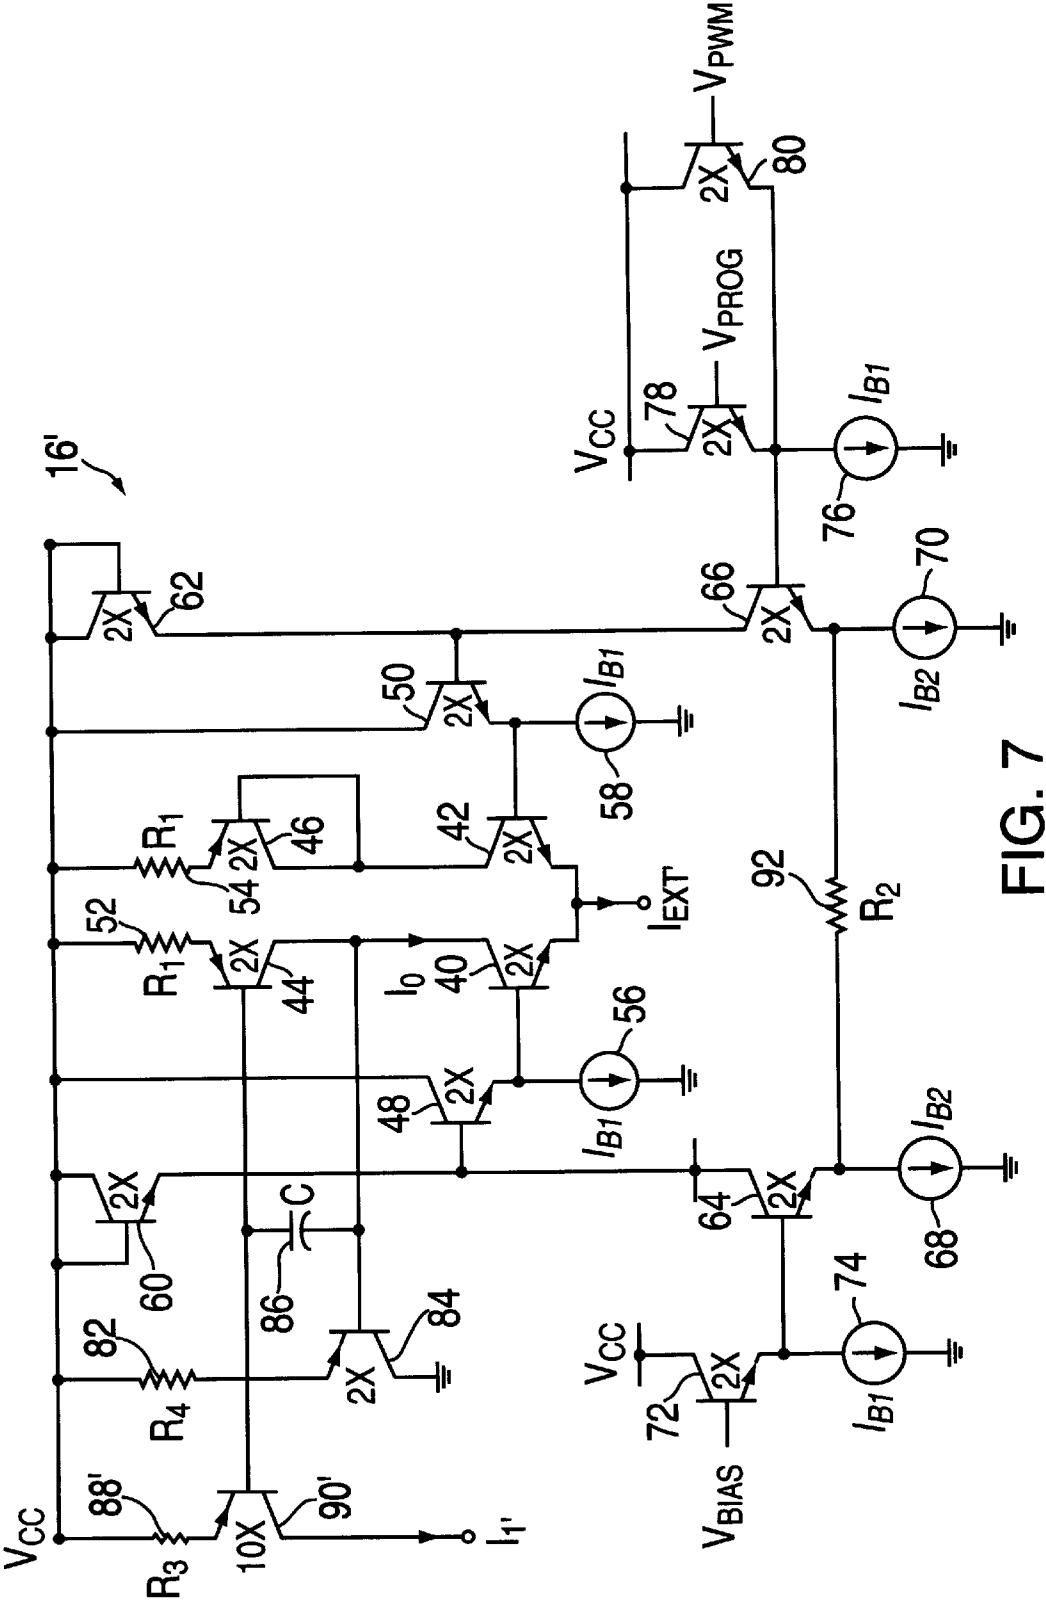 16'
VCC
88'
R3
10X
90'
I1'
82
R4
2X
84
86
C
60
2X
48
2X
IB1
56
52
R1
2X
44
I0
40
2X
IEXT'
R1
54
2X
46
42
2X
50
2X
IB1
58
2X
62
VCC
78
2X
VPROG
2X
80
VPWM
76
IB1
66
2X
70
IB2
92
R2
64
2X
68
IB2
VCC
72
2X
VBIAS
74
IB1
FIG. 7